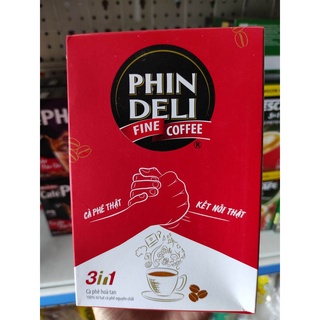 PHIN
DELI
FINE COFFEE
®
CÀ PHÊ THẬT
KẾT NỐI THẬT
3in1
Cà phê hoà tan